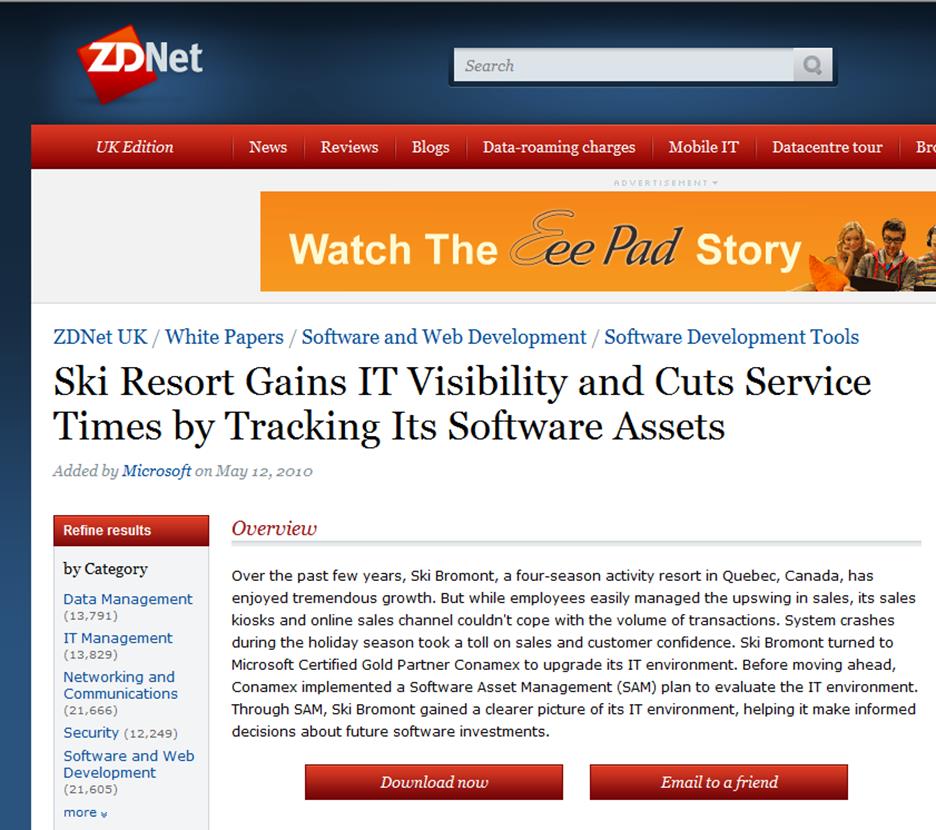 ZDNet
Search
UK Edition News Reviews Blogs Data-roaming charges Mobile IT Datacentre tour
ADVERTISEMENT
Watch The Eee Pad Story
ZDNet UK / White Papers / Software and Web Development / Software Development Tools
Ski Resort Gains IT Visibility and Cuts Service
Times by Tracking Its Software Assets
Added by Microsoft on May 12, 2010
Refine results
by Category
Data Management
(13,791)
IT Management
(13,829)
Networking and
Communications
(21,666)
Security (12,249)
Software and Web
Development
(21,605)
more
Overview
Over the past few years, Ski Bromont, a four-season activity resort in Quebec, Canada, has
enjoyed tremendous growth. But while employees easily managed the upswing in sales, its sales
kiosks and online sales channel couldn't cope with the volume of transactions. System crashes
during the holiday season took a toll on sales and customer confidence. Ski Bromont turned to
Microsoft Certified Gold Partner Conamex to upgrade its IT environment. Before moving ahead,
Conamex implemented a Software Asset Management (SAM) plan to evaluate the IT environment.
Through SAM, Ski Bromont gained a clearer picture of its IT environment, helping it make informed
decisions about future software investments.
Download now
Email to a friend